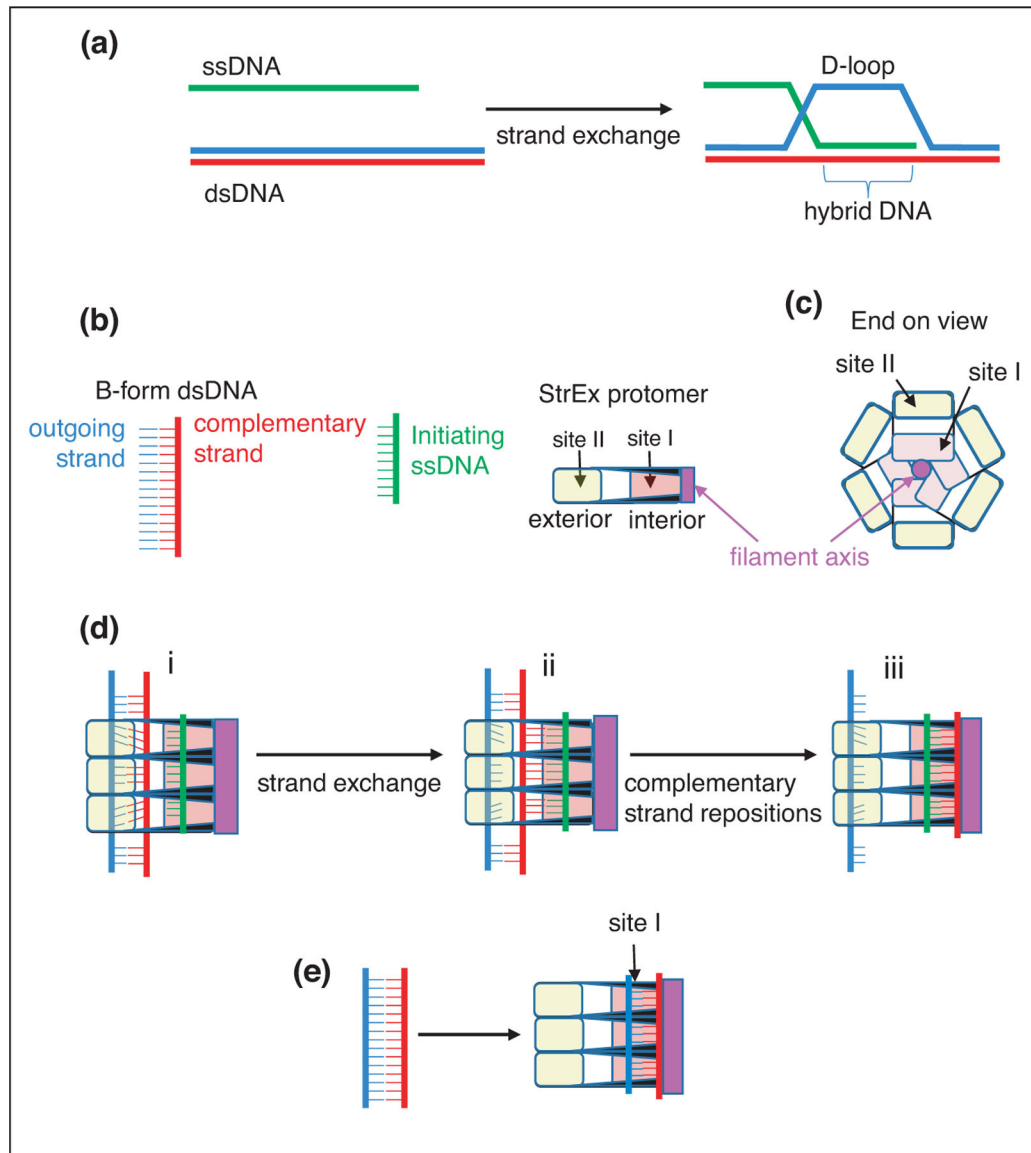 (a)
ssDNA
D-loop
strand exchange
dsDNA
hybrid DNA
(b)
(c)
End on view
B-form dsDNA
site II
site I
outgoing
strand
complementary
strand
Initiating
ssDNA
StrEx protomer
site II
site I
exterior
interior
filament axis
(d)
i
ii
iii
strand exchange
complementary
strand repositions
site I
(e)